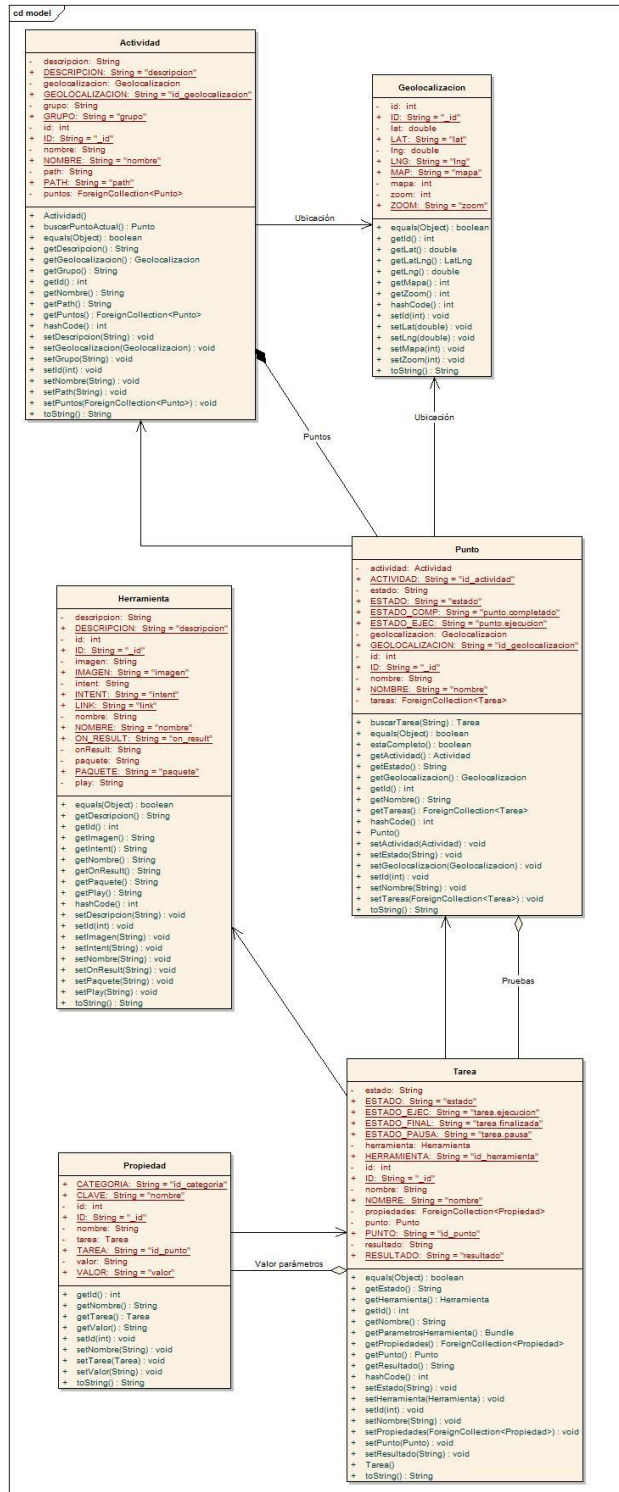 cd model
Actividad
- descripcion: String
+ DESCRIPCION: String = "descripcion"
- geolocalizacion: Geolocalizacion
+ GEOLOCALIZACION: String = "id_geolocalizacion"
- grupo: String
+ GRUPO: String = "grupo"
- id: int
+ ID: String = "_id"
- nombre: String
+ NOMBRE: String = "nombre"
- path: String
+ PATH: String = "path"
- puntos: ForeignCollection<Punto>
+ Actividad()
+ buscarPuntoActual() : Punto
+ equals(Object) : boolean
+ getDescripcion() : String
+ getGeolocalizacion() : Geolocalizacion
+ getGrupo() : String
+ getId() : int
+ getNombre() : String
+ getPath() : String
+ getPuntos() : ForeignCollection<Punto>
+ hashCode() : int
+ setDescripcion(String) : void
+ setGeolocalizacion(Geolocalizacion) : void
+ setGrupo(String) : void
+ setId(int) : void
+ setNombre(String) : void
+ setPath(String) : void
+ setPuntos(ForeignCollection<Punto>) : void
+ toString() : String
Geolocalizacion
- id: int
+ ID: String = "_id"
- lat: double
+ LAT: String = "lat"
- lng: double
+ LNG: String = "lng"
+ MAP: String = "mapa"
- mapa: int
- zoom: int
+ ZOOM: String = "zoom"
+ equals(Object) : boolean
+ getId() : int
+ getLat() : double
+ getLatLng() : LatLng
+ getLng() : double
+ getMapa() : int
+ getZoom() : int
+ hashCode() : int
+ setId(int) : void
+ setLat(double) : void
+ setLng(double) : void
+ setMapa(int) : void
+ setZoom(int) : void
+ toString() : String
Ubicación
Ubicación
Puntos
Punto
- actividad: Actividad
+ ACTIVIDAD: String = "id_actividad"
- estado: String
+ ESTADO: String = "estado"
+ ESTADO_COMP: String = "punto.completado"
+ ESTADO_EJEC: String = "punto.ejecucion"
- geolocalizacion: Geolocalizacion
+ GEOLOCALIZACION: String = "id_geolocalizacion"
- id: int
+ ID: String = "_id"
- nombre: String
+ NOMBRE: String = "nombre"
- tareas: ForeignCollection<Tarea>
+ buscarTarea(String) : Tarea
+ equals(Object) : boolean
+ estaCompleto() : boolean
+ getActividad() : Actividad
+ getEstado() : String
+ getGeolocalizacion() : Geolocalizacion
+ getId() : int
+ getNombre() : String
+ getTareas() : ForeignCollection<Tarea>
+ hashCode() : int
+ Punto()
+ setActividad(Actividad) : void
+ setEstado(String) : void
+ setGeolocalizacion(Geolocalizacion) : void
+ setId(int) : void
+ setNombre(String) : void
+ setTareas(ForeignCollection<Tarea>) : void
+ toString() : String
Herramienta
- descripcion: String
+ DESCRIPCION: String = "descripcion"
- id: int
+ ID: String = "_id"
- imagen: String
+ IMAGEN: String = "imagen"
- intent: String
+ INTENT: String = "intent"
+ LINK: String = "link"
- nombre: String
+ NOMBRE: String = "nombre"
+ ON_RESULT: String = "on_result"
- onResult: String
- paquete: String
+ PAQUETE: String = "paquete"
- play: String
+ equals(Object) : boolean
+ getDescripcion() : String
+ getId() : int
+ getImagen() : String
+ getIntent() : String
+ getNombre() : String
+ getOnResult() : String
+ getPaquete() : String
+ getPlay() : String
+ hashCode() : int
+ setDescripcion(String) : void
+ setId(int) : void
+ setImagen(String) : void
+ setIntent(String) : void
+ setNombre(String) : void
+ setOnResult(String) : void
+ setPaquete(String) : void
+ setPlay(String) : void
+ toString() : String
Pruebas
Tarea
- estado: String
+ ESTADO: String = "estado"
+ ESTADO_EJEC: String = "tarea.ejecucion"
+ ESTADO_FINAL: String = "tarea.finalizada"
+ ESTADO_PAUSA: String = "tarea.pausa"
- herramienta: Herramienta
+ HERRAMIENTA: String = "id_herramienta"
- id: int
+ ID: String = "_id"
- nombre: String
+ NOMBRE: String = "nombre"
- propiedades: ForeignCollection<Propiedad>
- punto: Punto
+ PUNTO: String = "id_punto"
- resultado: String
+ RESULTADO: String = "resultado"
+ equals(Object) : boolean
+ getEstado() : String
+ getHerramienta() : Herramienta
+ getId() : int
+ getNombre() : String
+ getParametrosHerramienta() : Bundle
+ getPropiedades() : ForeignCollection<Propiedad>
+ getPunto() : Punto
+ getResultado() : String
+ hashCode() : int
+ setEstado(String) : void
+ setHerramienta(Herramienta) : void
+ setId(int) : void
+ setNombre(String) : void
+ setPropiedades(ForeignCollection<Propiedad>) : void
+ setPunto(Punto) : void
+ setResultado(String) : void
+ Tarea()
+ toString() : String
Propiedad
+ CATEGORIA: String = "id_categoria"
+ CLAVE: String = "nombre"
- id: int
+ ID: String = "_id"
- nombre: String
- tarea: Tarea
+ TAREA: String = "id_punto"
- valor: String
+ VALOR: String = "valor"
+ getId() : int
+ getNombre() : String
+ getTarea() : Tarea
+ getValor() : String
+ setId(int) : void
+ setNombre(String) : void
+ setTarea(Tarea) : void
+ setValor(String) : void
+ toString() : String
Valor parámetros